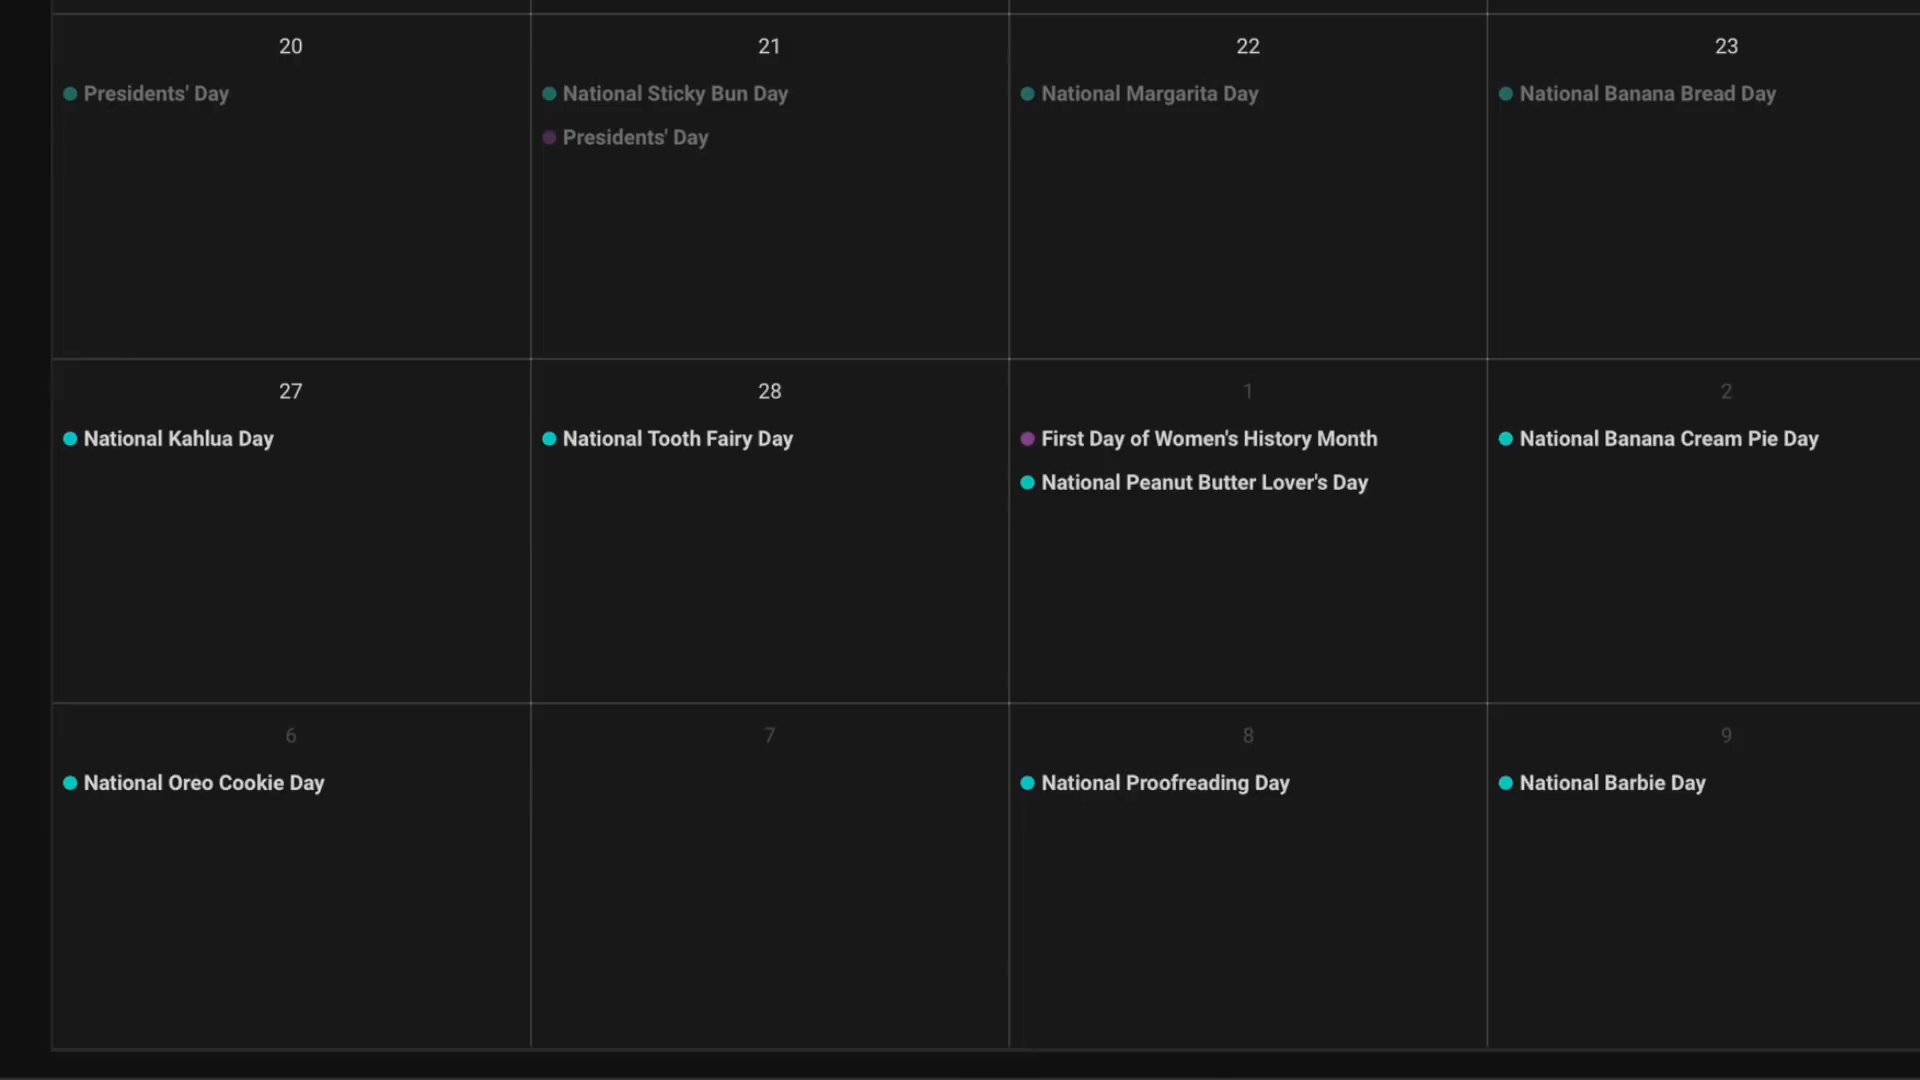 20
Presidents' Day
21
National Sticky Bun Day
Presidents' Day
22
National Margarita Day
23
National Banana Bread Day
27
National Kahlua Day
28
National Tooth Fairy Day
1
First Day of Women's History Month
National Peanut Butter Lover's Day
2
National Banana Cream Pie Day
6
National Oreo Cookie Day
7
8
National Proofreading Day
9
National Barbie Day